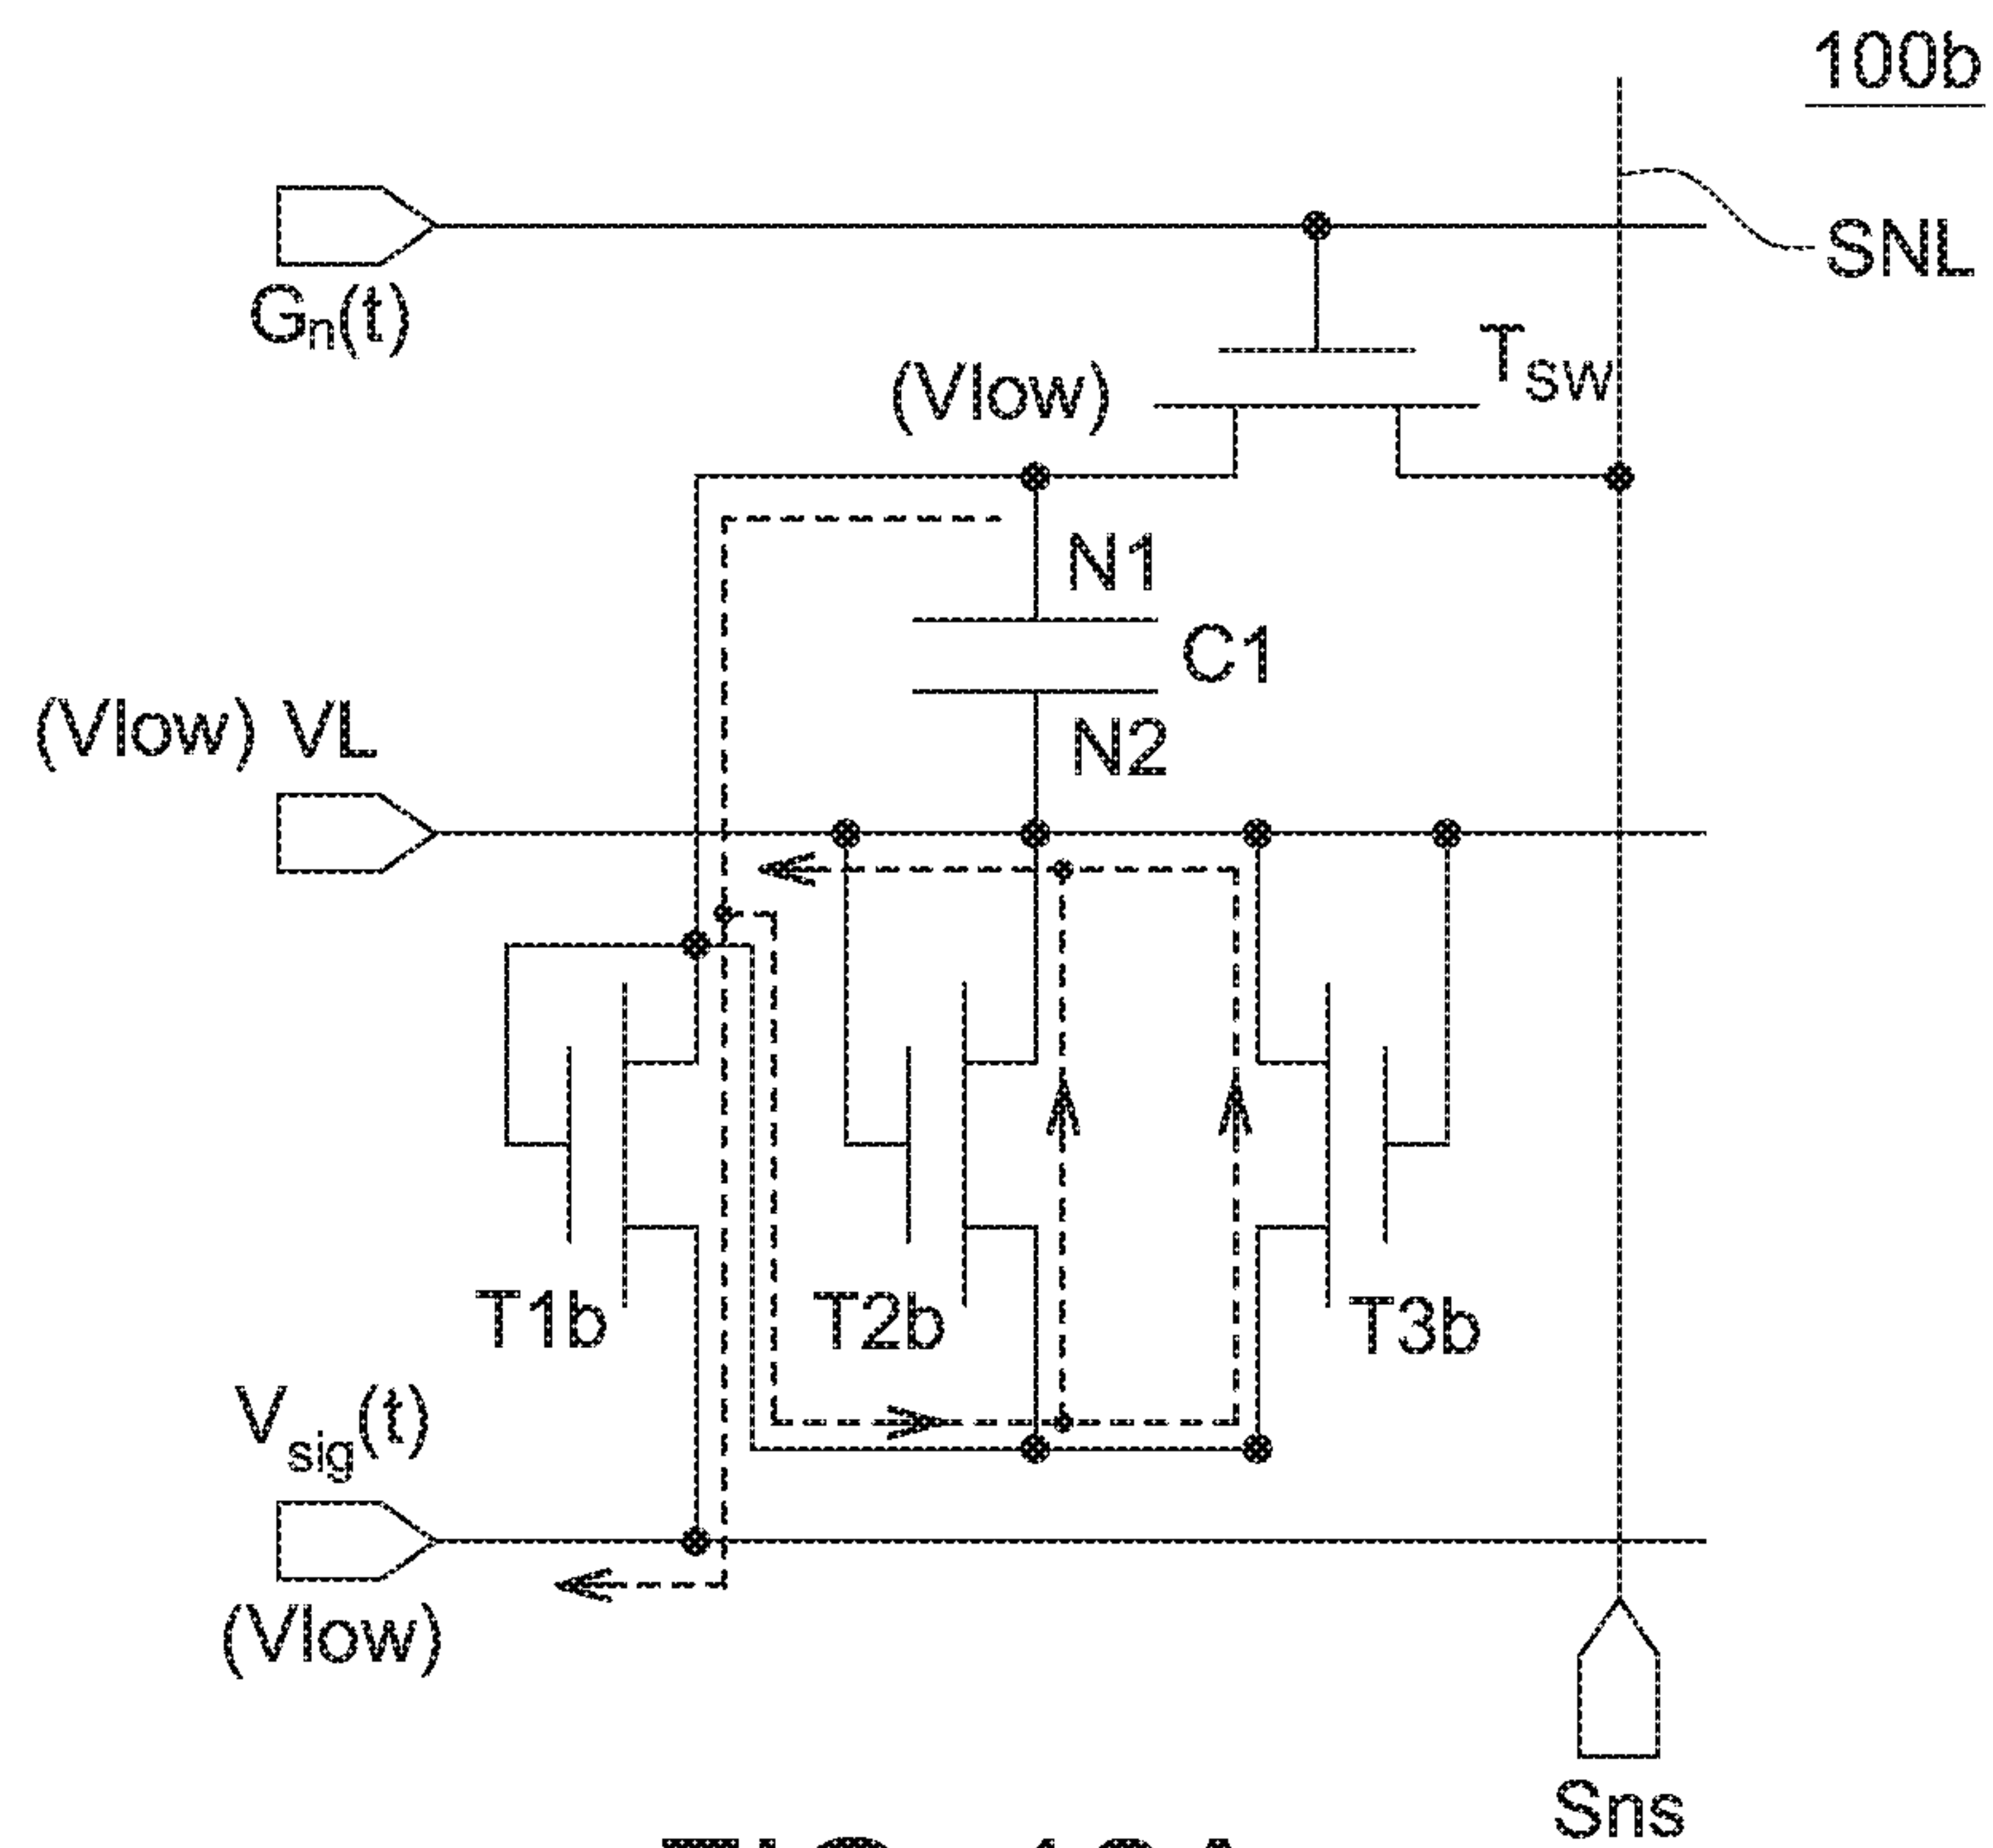 100b
SNL
Gn(t)
TSW
(Vlow)
N1
C1
(Vlow) VL
N2
T1b
T2b
T3b
Vsig(t)
(Vlow)
Sns